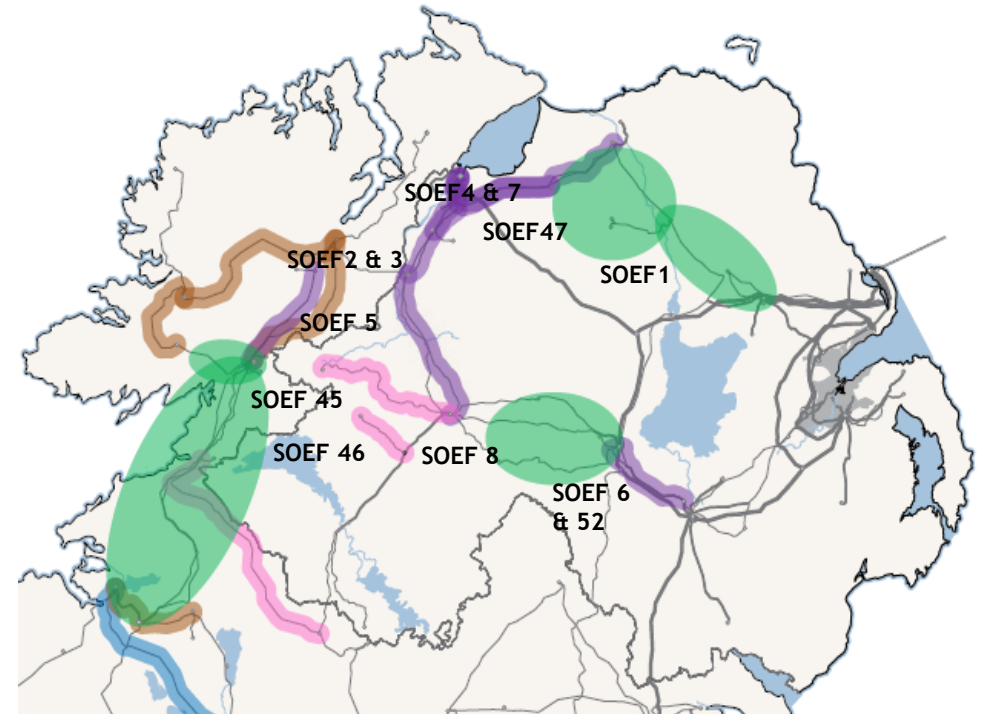 SOEF4 & 7
SOEF47
SOEF2 & 3
SOEF1
SOEF 5
SOEF 45
SOEF 46
SOEF 8
SOEF 6
& 52